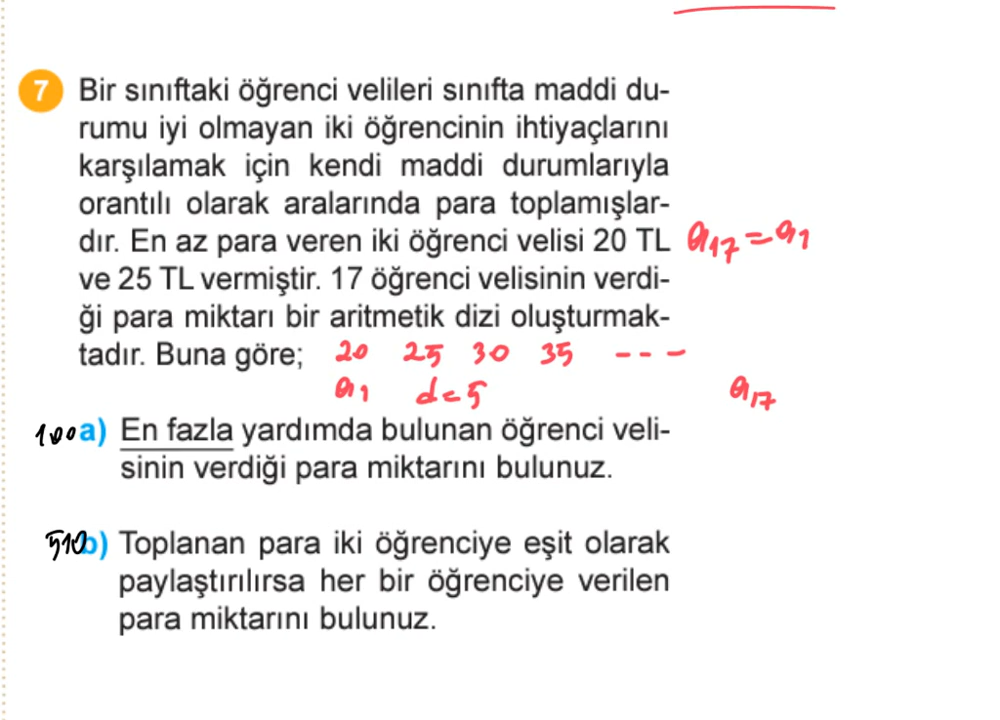 7 Bir sınıftaki öğrenci velileri sınıfta maddi du-
rumu iyi olmayan iki öğrencinin ihtiyaçlarını
karşılamak için kendi maddi durumlarıyla
orantılı olarak aralarında para toplamışlar-
dır. En az para veren iki öğrenci velisi 20 TL a17=a1
ve 25 TL vermiştir. 17 öğrenci velisinin verdi-
ği para miktarı bir aritmetik dizi oluşturmak-
tadır. Buna göre; 20 25 30 35 ---
a1 d=5 a17
100 a) En fazla yardımda bulunan öğrenci veli-
sinin verdiği para miktarını bulunuz.
510 b) Toplanan para iki öğrenciye eşit olarak
paylaştırılırsa her bir öğrenciye verilen
para miktarını bulunuz.